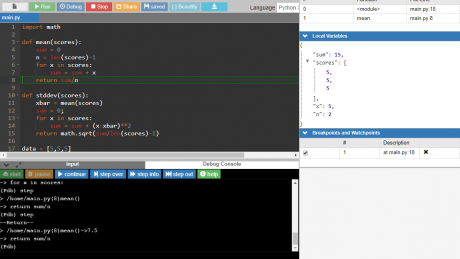 Run Debug Stop Share Saved {} Beautify
Language Python
main.py
1 import math
2
3 def mean(scores):
4 sum = 0
5 n = len(scores)-1
6 for x in scores:
7 sum = sum + x
8 return sum/n
9
10 def stddev(scores):
11 xbar = mean(scores)
12 sum = 0;
13 for x in scores:
14 sum = sum + (x-xbar)**2
15 return math.sqrt(sum/len(scores)-1)
16
17 data = [5,5,5]
input Debug Console
start pause continue step over step into step out help
-> for x in scores:
(Pdb) step
> /home/main.py(8)mean()
-> return sum/n
(Pdb) step
--Return--
> /home/main.py(8)mean()->7.5
-> return sum/n
(Pdb)
0 <module> main.py:18
1 mean main.py:8
Local Variables
{
"sum": 15,
"scores": [
5,
5,
5
],
"x": 5,
"n": 2
}
Breakpoints and Watchpoints
# Description
1 at main.py:18